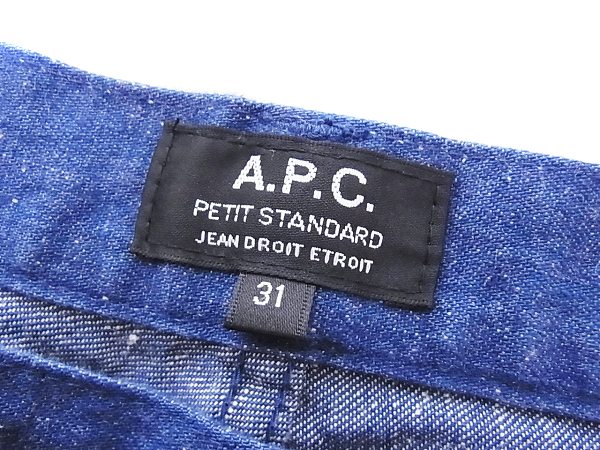 A.P.C.
PETIT STANDARD
JEAN DROIT ETROIT
31